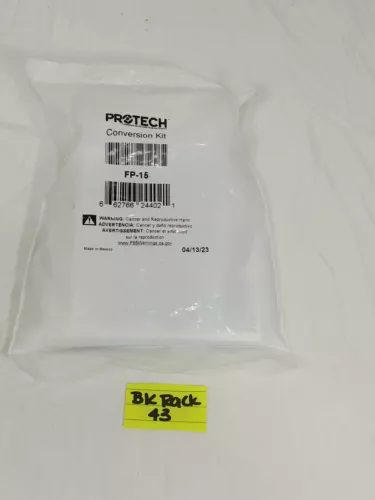 PROTECH
Conversion Kit
FP-15
6 62766 24402 1
WARNING: Cancer and Reproductive Harm
ADVERTENCIA: Cáncer y daño reproductivo
AVERTISSEMENT: Cancer et effet nocif
sur la reproduction
www.P65Warnings.ca.gov
Made in Mexico
04/13/23
BK Rack
43